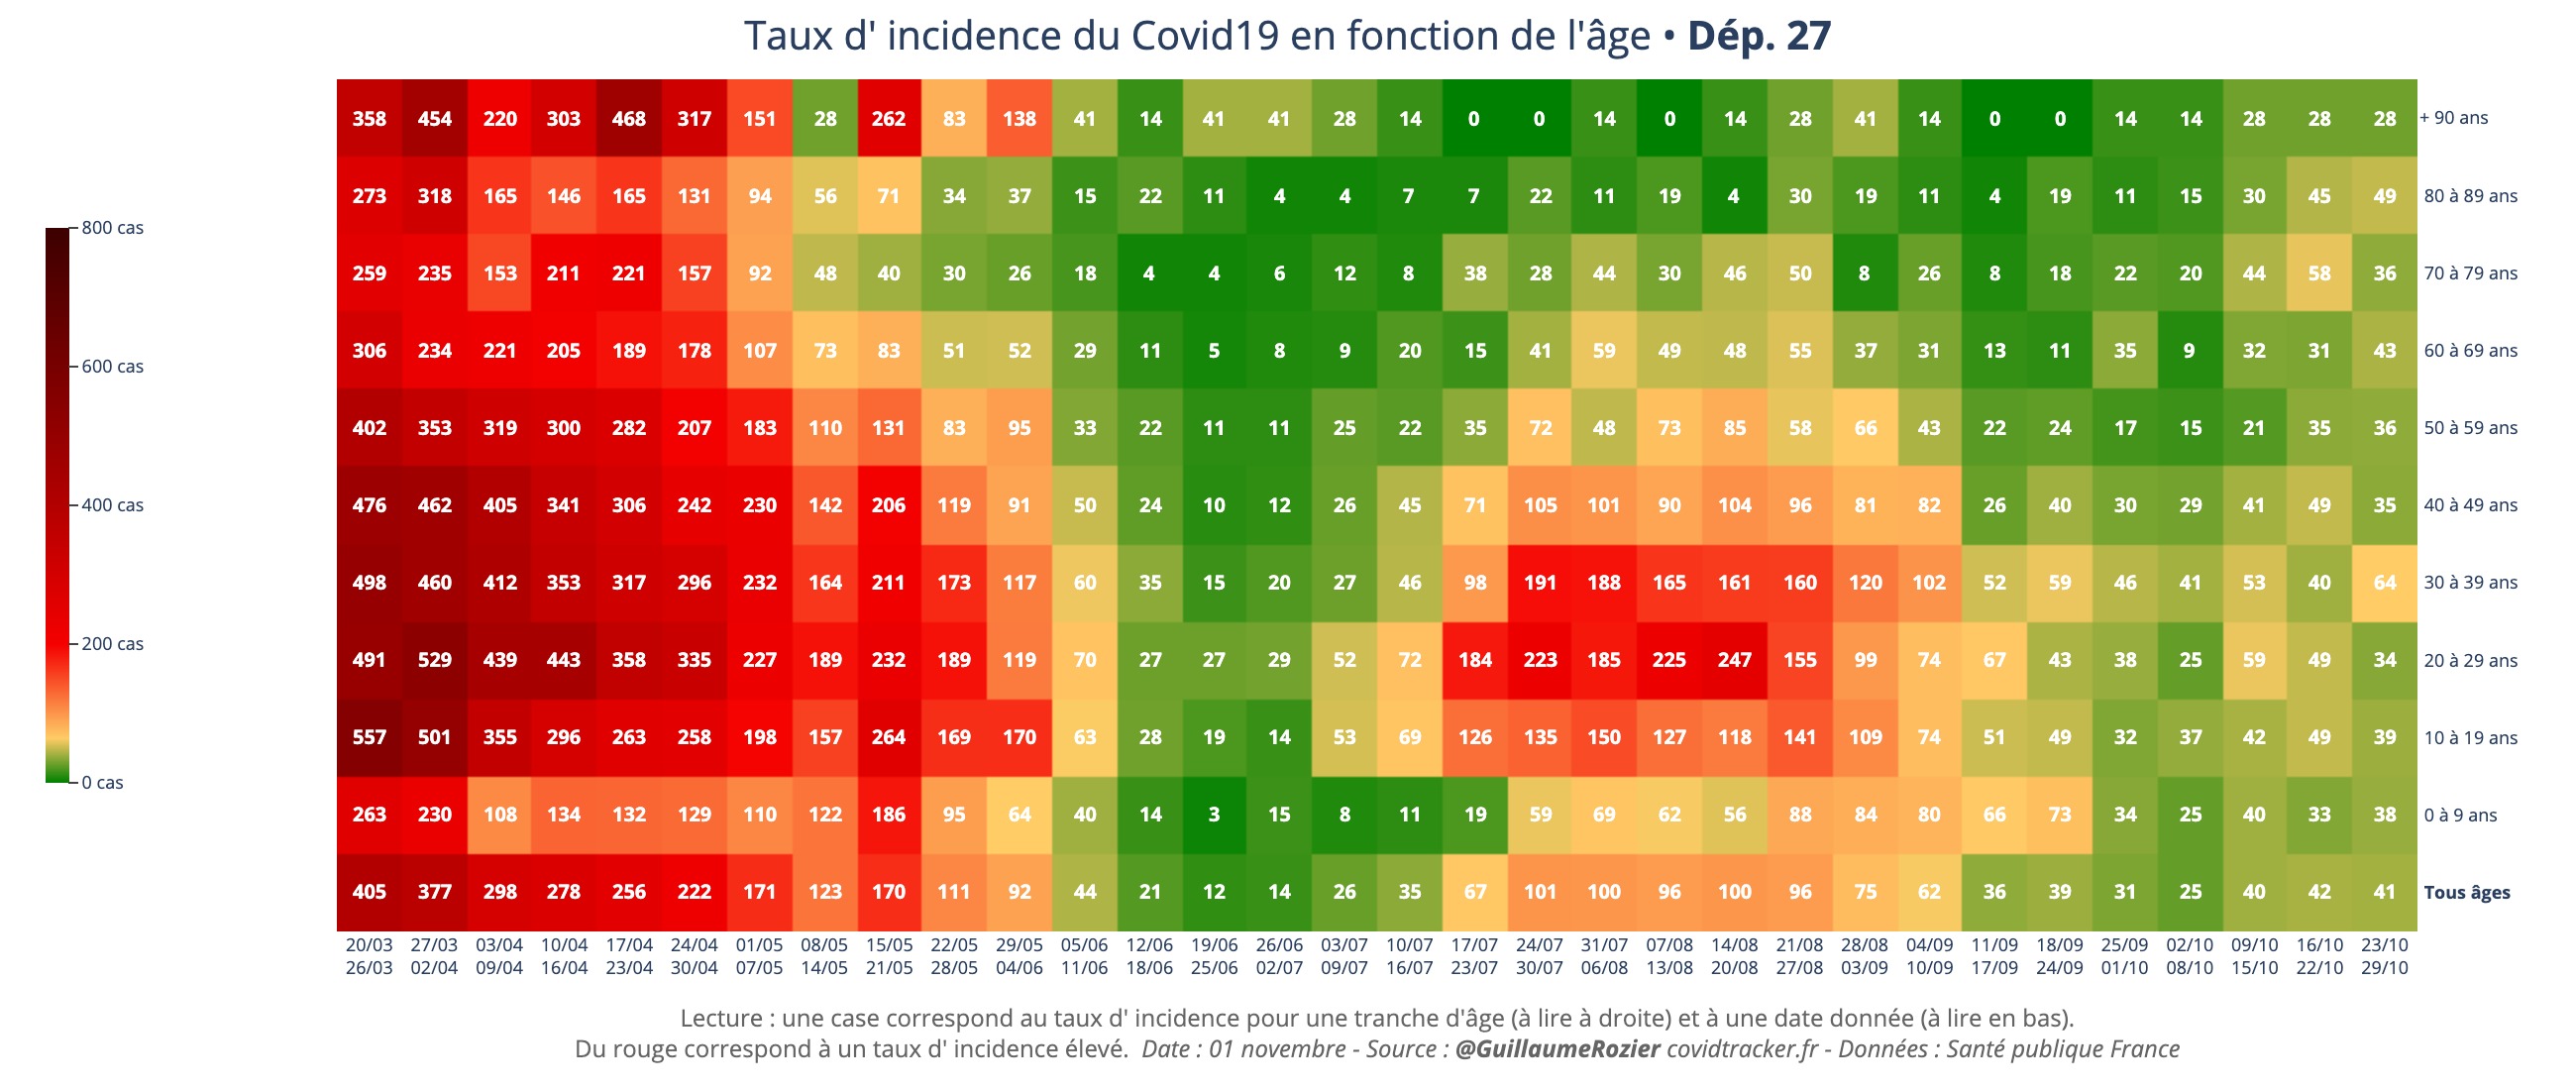 Taux d' incidence du Covid19 en fonction de l'âge • Dép. 27
358 454 220 303 468 317 151 28 262 83 138 41 14 41 41 28 14 0 0 14 0 14 28 41 14 0 0 14 14 28 28 28 + 90 ans
273 318 165 146 165 131 94 56 71 34 37 15 22 11 4 4 7 7 22 11 19 4 30 19 11 4 19 11 15 30 45 49 80 à 89 ans
259 235 153 211 221 157 92 48 40 30 26 18 4 4 6 12 8 38 28 44 30 46 50 8 26 8 18 22 20 44 58 36 70 à 79 ans
306 234 221 205 189 178 107 73 83 51 52 29 11 5 8 9 20 15 41 59 49 48 55 37 31 13 11 35 9 32 31 43 60 à 69 ans
402 353 319 300 282 207 183 110 131 83 95 33 22 11 11 25 22 35 72 48 73 85 58 66 43 22 24 17 15 21 35 36 50 à 59 ans
476 462 405 341 306 242 230 142 206 119 91 50 24 10 12 26 45 71 105 101 90 104 96 81 82 26 40 30 29 41 49 35 40 à 49 ans
498 460 412 353 317 296 232 164 211 173 117 60 35 15 20 27 46 98 191 188 165 161 160 120 102 52 59 46 41 53 40 64 30 à 39 ans
491 529 439 443 358 335 227 189 232 189 119 70 27 27 29 52 72 184 223 185 225 247 155 99 74 67 43 38 25 59 49 34 20 à 29 ans
557 501 355 296 263 258 198 157 264 169 170 63 28 19 14 53 69 126 135 150 127 118 141 109 74 51 49 32 37 42 49 39 10 à 19 ans
263 230 108 134 132 129 110 122 186 95 64 40 14 3 15 8 11 19 59 69 62 56 88 84 80 66 73 34 25 40 33 38 0 à 9 ans
405 377 298 278 256 222 171 123 170 111 92 44 21 12 14 26 35 67 101 100 96 100 96 75 62 36 39 31 25 40 42 41 Tous âges
800 cas
600 cas
400 cas
200 cas
0 cas
20/03 27/03 03/04 10/04 17/04 24/04 01/05 08/05 15/05 22/05 29/05 05/06 12/06 19/06 26/06 03/07 10/07 17/07 24/07 31/07 07/08 14/08 21/08 28/08 04/09 11/09 18/09 25/09 02/10 09/10 16/10 23/10
26/03 02/04 09/04 16/04 23/04 30/04 07/05 14/05 21/05 28/05 04/06 11/06 18/06 25/06 02/07 09/07 16/07 23/07 30/07 06/08 13/08 20/08 27/08 03/09 10/09 17/09 24/09 01/10 08/10 15/10 22/10 29/10
Lecture : une case correspond au taux d' incidence pour une tranche d'âge (à lire à droite) et à une date donnée (à lire en bas).
Du rouge correspond à un taux d' incidence élevé. Date : 01 novembre - Source : @GuillaumeRozier covidtracker.fr - Données : Santé publique France